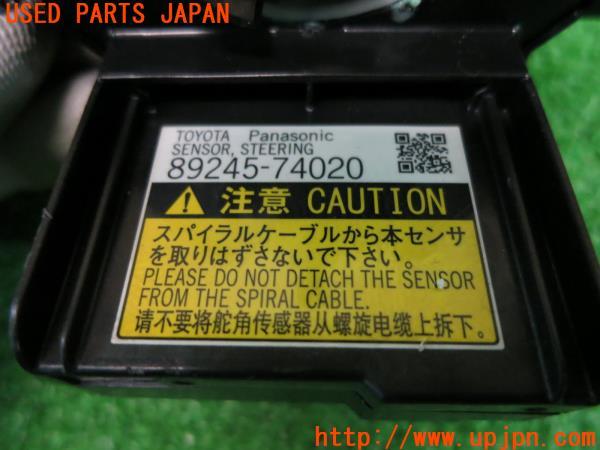 USED PARTS JAPAN
TOYOTA Panasonic
SENSOR, STEERING
89245-74020
注意 CAUTION
スパイラルケーブルから本センサ
を取りはずさないで下さい。
PLEASE DO NOT DETACH THE SENSOR
FROM THE SPIRAL CABLE.
请不要将舵角传感器从螺旋电缆上拆下。
http://www.upjpn.com/